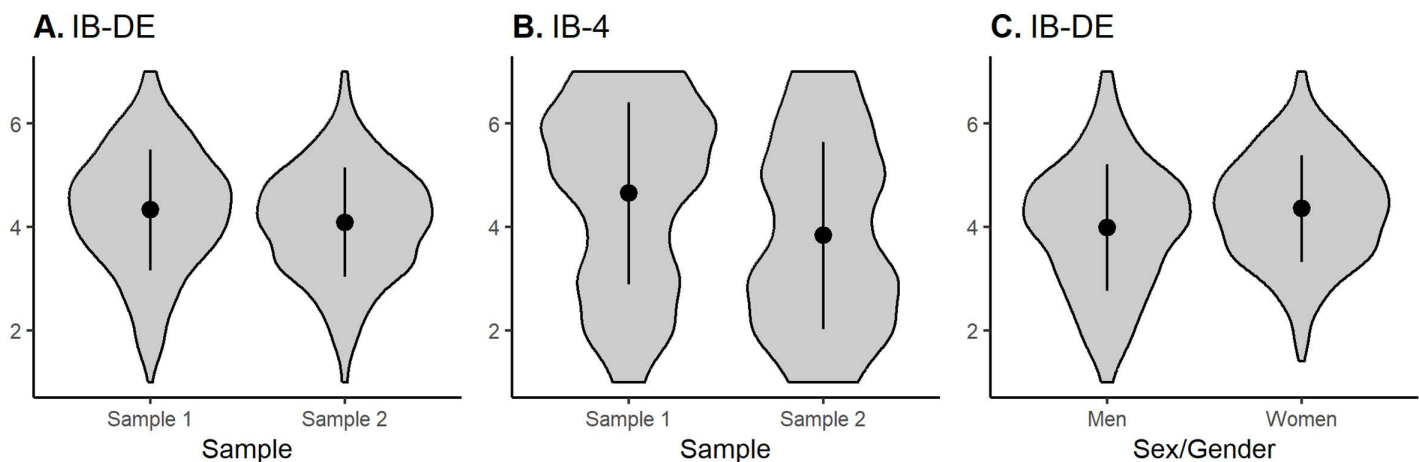 A. IB-DE
6
4
2
Sample 1 Sample 2
Sample
B. IB-4
6
4
2
Sample 1 Sample 2
Sample
C. IB-DE
6
4
2
Men Women
Sex/Gender